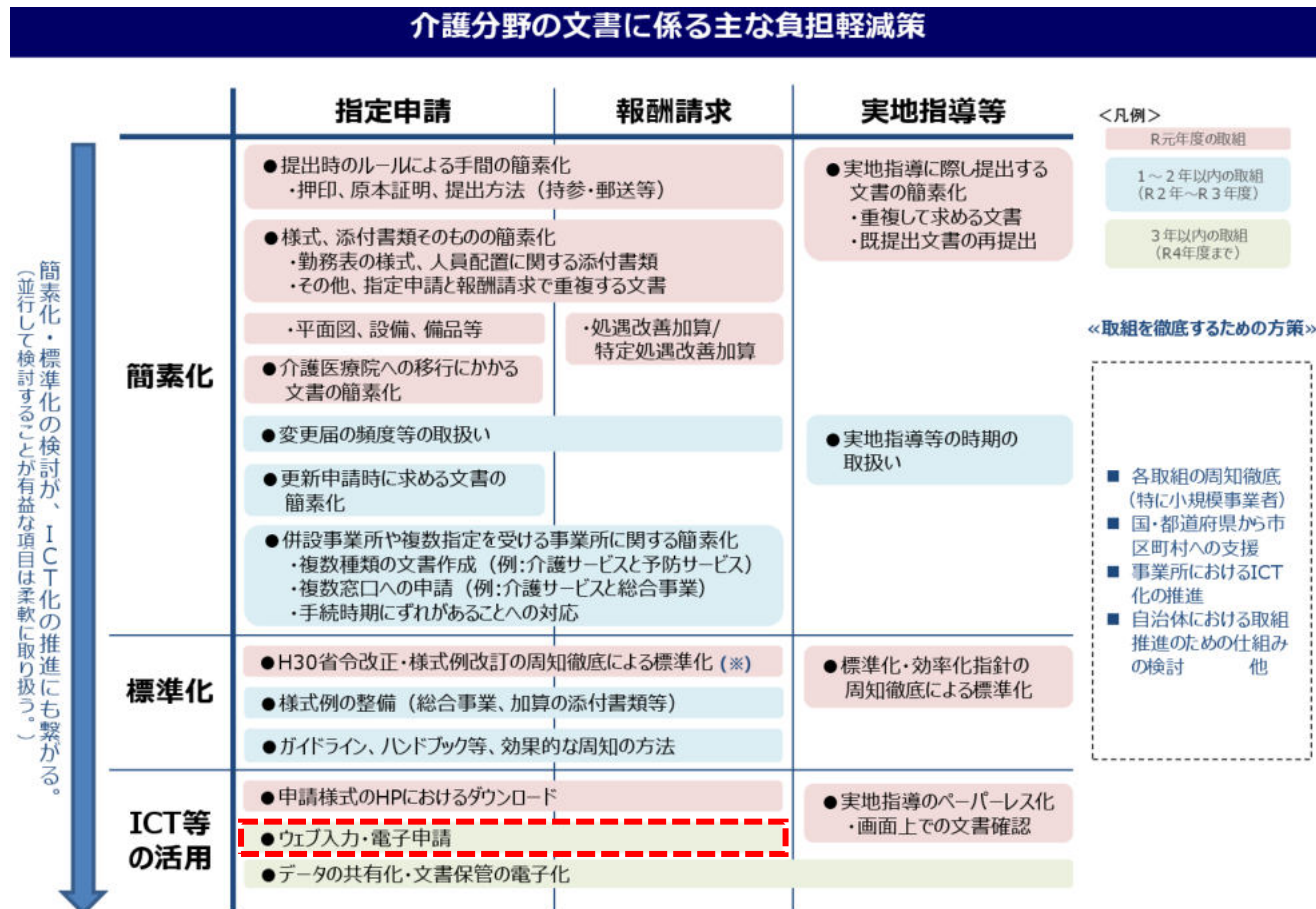 介護分野の文書に係る主な負担軽減策
指定申請
報酬請求
実地指導等
簡素化
●提出時のルールによる手間の簡素化
・押印、原本証明、提出方法（持参・郵送等）
●様式、添付書類そのものの簡素化
・勤務表の様式、人員配置に関する添付書類
・その他、指定申請と報酬請求で重複する文書
・平面図、設備、備品等
・処遇改善加算/
特定処遇改善加算
●介護医療院への移行にかかる
文書の簡素化
●変更届の頻度等の取扱い
●更新申請時に求める文書の
簡素化
●併設事業所や複数指定を受ける事業所に関する簡素化
・複数種類の文書作成（例:介護サービスと予防サービス）
・複数窓口への申請（例:介護サービスと総合事業）
・手続時期にずれがあることへの対応
●実地指導に際し提出する
文書の簡素化
・重複して求める文書
・既提出文書の再提出
●実地指導等の時期の
取扱い
標準化
●H30省令改正・様式例改訂の周知徹底による標準化（※）
●様式例の整備（総合事業、加算の添付書類等）
●ガイドライン、ハンドブック等、効果的な周知の方法
●標準化・効率化指針の
周知徹底による標準化
ICT等
の活用
●申請様式のHPにおけるダウンロード
●ウェブ入力・電子申請
●データの共有化・文書保管の電子化
●実地指導のペーパーレス化
・画面上での文書確認
簡素化・標準化の検討が、ICT化の推進にも繋がる。
（並行して検討することが有益な項目は柔軟に取り扱う。）
＜凡例＞
R元年度の取組
1～2年以内の取組
（R2年～R3年度）
3年以内の取組
（R4年度まで）
≪取組を徹底するための方策≫
■ 各取組の周知徹底
（特に小規模事業者）
■ 国・都道府県から市
区町村への支援
■ 事業所におけるICT
化の推進
■ 自治体における取組
推進のための仕組み
の検討 他